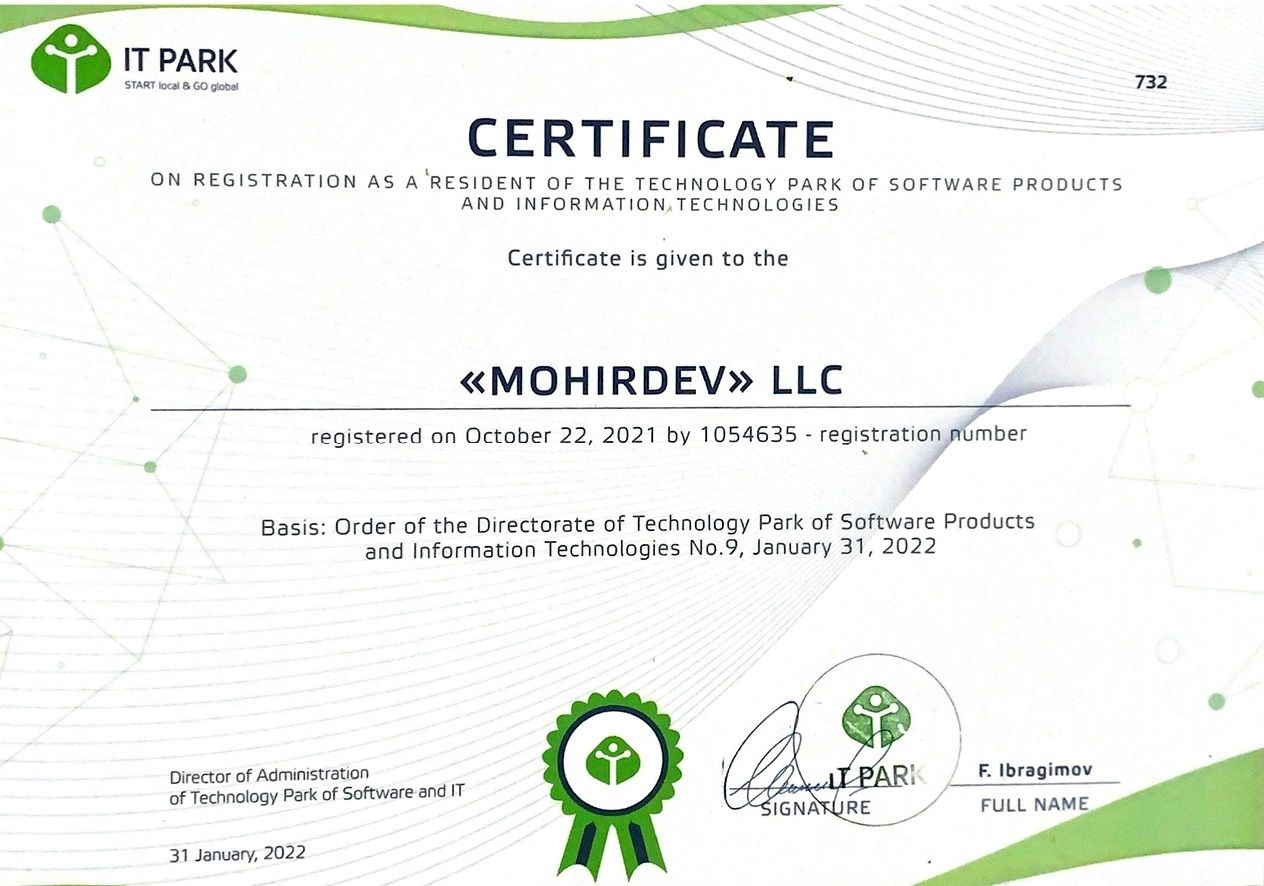 IT PARK
START local & GO global
732
CERTIFICATE
ON REGISTRATION AS A RESIDENT OF THE TECHNOLOGY PARK OF SOFTWARE PRODUCTS
AND INFORMATION TECHNOLOGIES
Certificate is given to the
«MOHIRDEV» LLC
registered on October 22, 2021 by 1054635 - registration number
Basis: Order of the Directorate of Technology Park of Software Products
and Information Technologies No.9, January 31, 2022
Director of Administration
of Technology Park of Software and IT
31 January, 2022
IT PARK
SIGNATURE
F. Ibragimov
FULL NAME